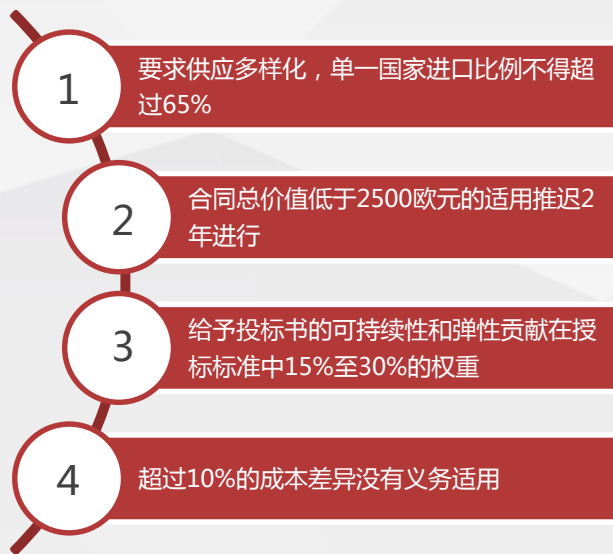 1
要求供应多样化，单一国家进口比例不得超
过65%
2
合同总价值低于2500欧元的适用推迟2
年进行
3
给予投标书的可持续性和弹性贡献在授
标标准中15%至30%的权重
4
超过10%的成本差异没有义务适用